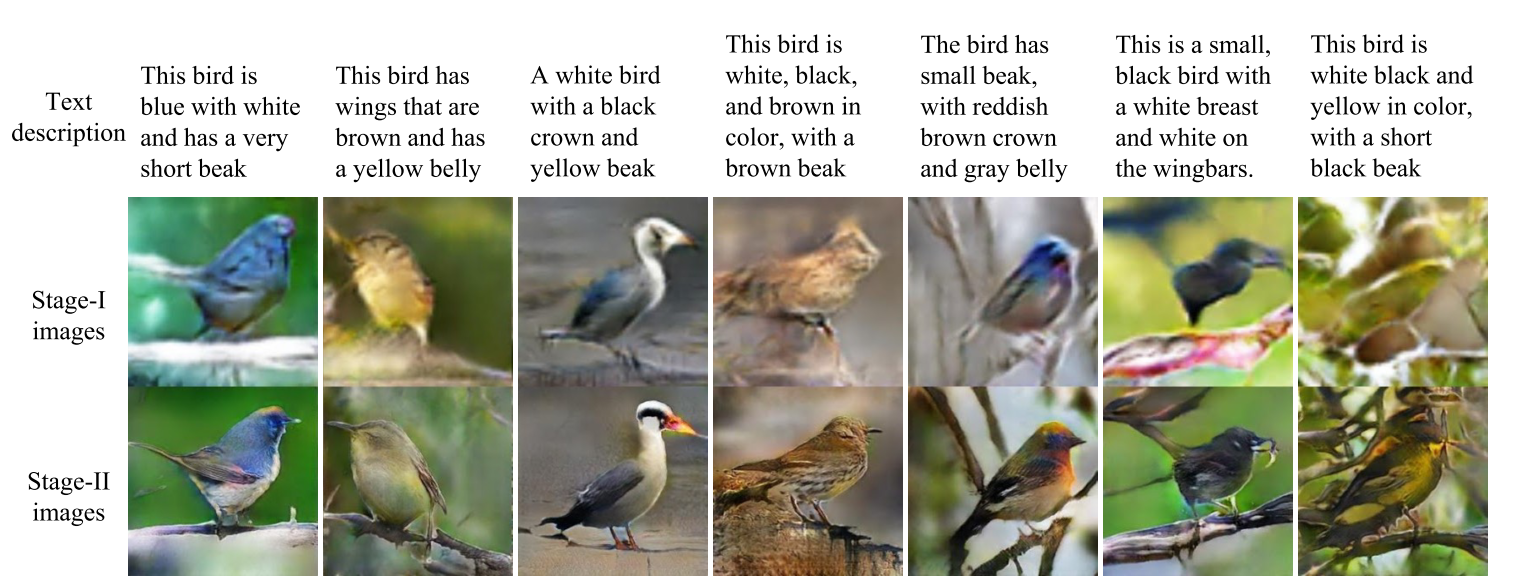 Text
description
This bird is
blue with white
and has a very
short beak
This bird has
wings that are
brown and has
a yellow belly
A white bird
with a black
crown and
yellow beak
This bird is
white, black,
and brown in
color, with a
brown beak
The bird has
small beak,
with reddish
brown crown
and gray belly
This is a small,
black bird with
a white breast
and white on
the wingbars.
This bird is
white black and
yellow in color,
with a short
black beak
Stage-I
images
Stage-II
images